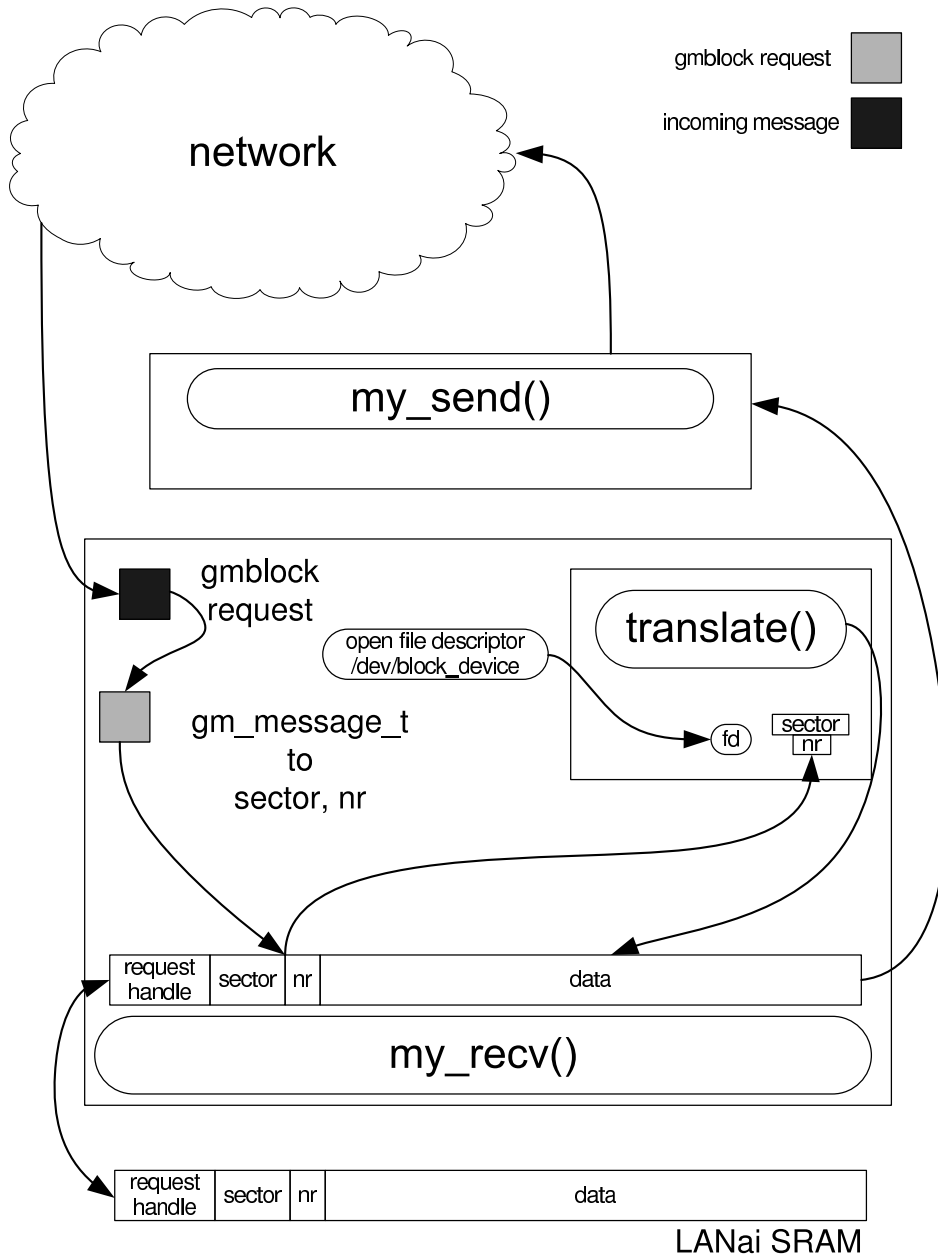 gmblock request
incoming message
network
my_send()
gmblock
request
translate()
open file descriptor
/dev/block_device
gm_message_t
to
sector, nr
fd
sector
nr
request
handle
sector
nr
data
my_recv()
request
handle
sector
nr
data
LANai SRAM